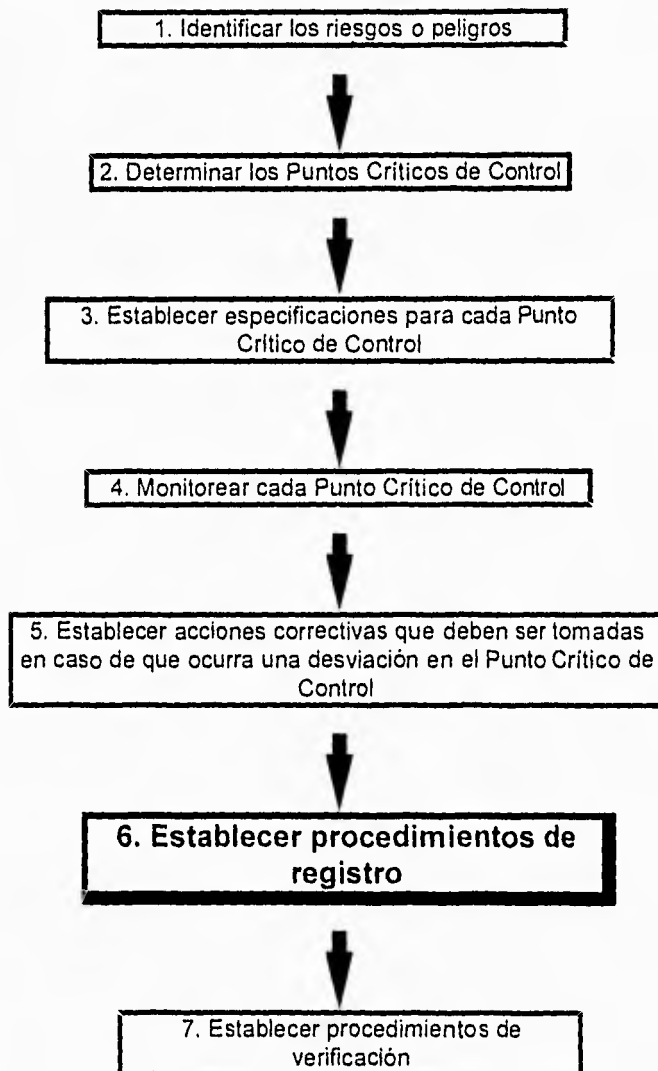 1. Identificar los riesgos o peligros
2. Determinar los Puntos Críticos de Control
3. Establecer especificaciones para cada Punto
Crítico de Control
4. Monitorear cada Punto Crítico de Control
5. Establecer acciones correctivas que deben ser tomadas
en caso de que ocurra una desviación en el Punto Crítico de
Control
6. Establecer procedimientos de
registro
7. Establecer procedimientos de
verificación